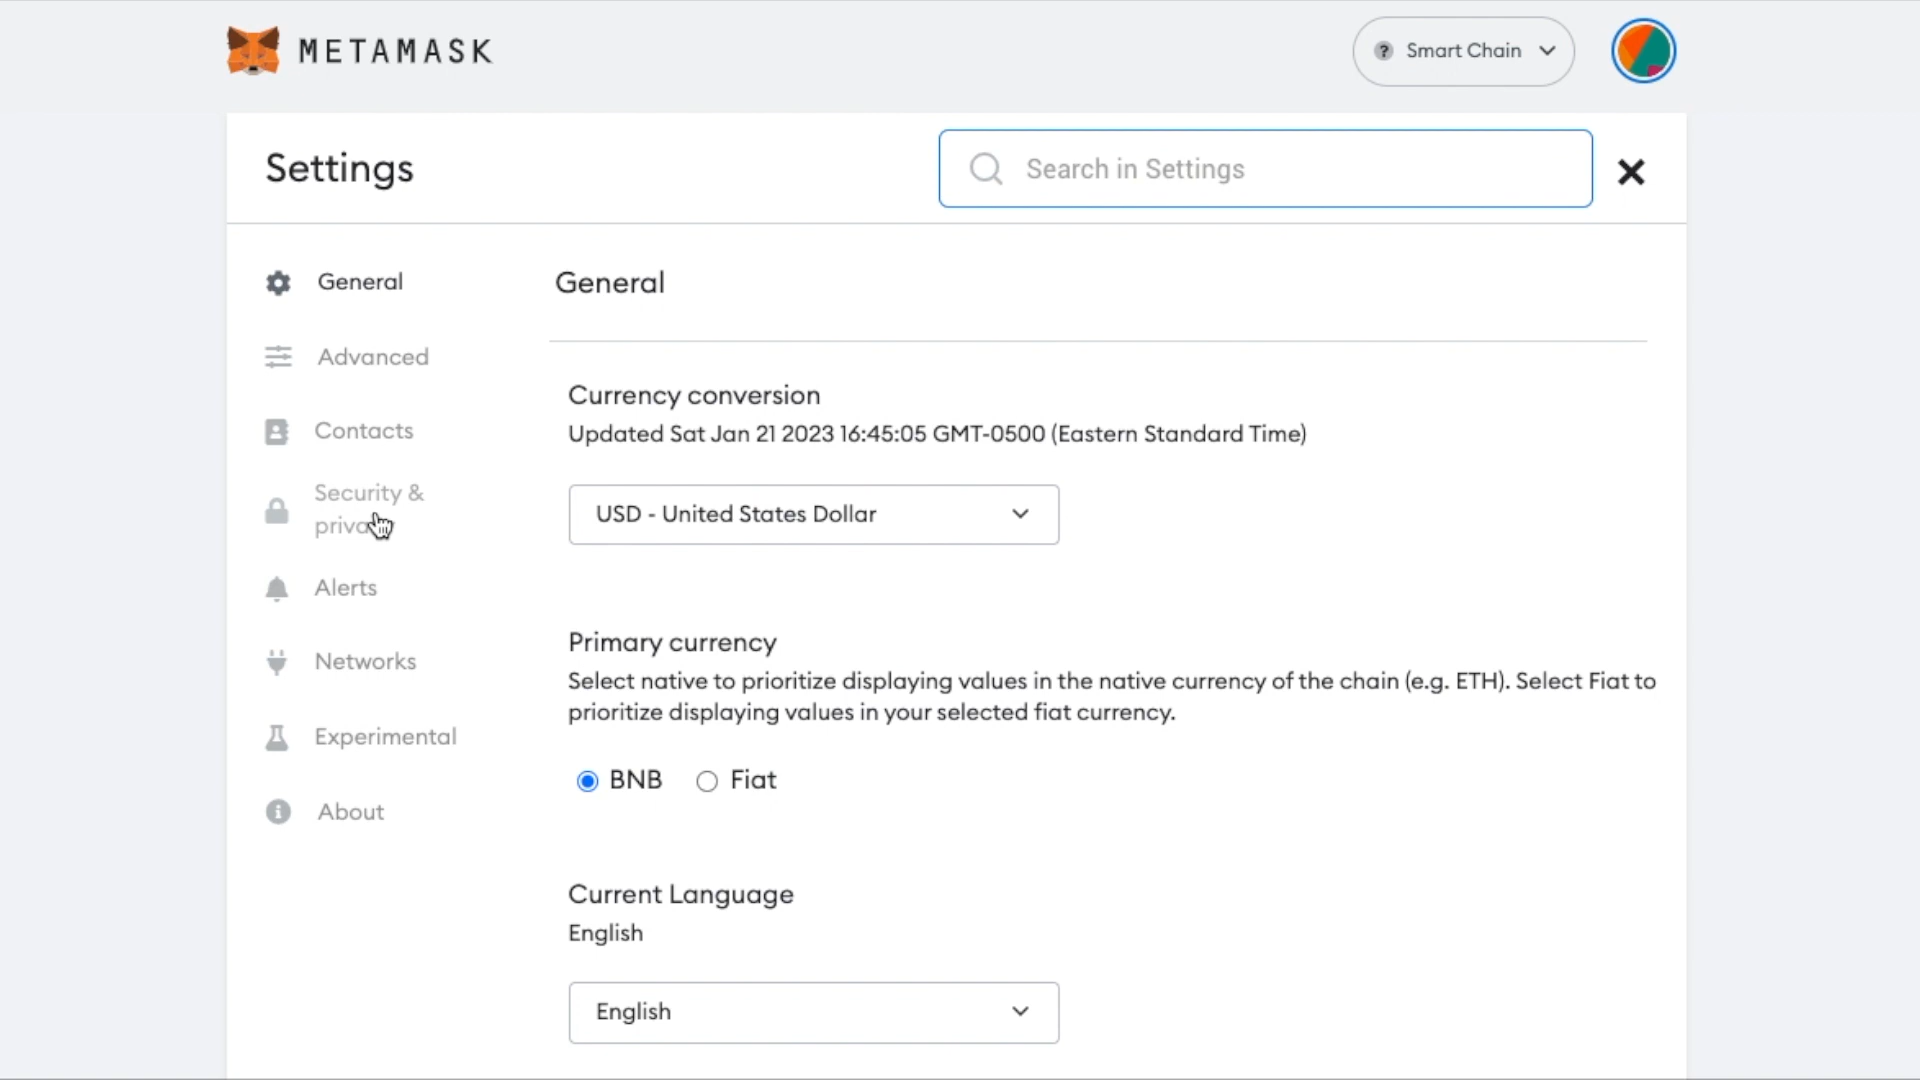 METAMASK
? Smart Chain
Settings
Search in Settings
General
Advanced
Contacts
Security &
Alerts
Networks
Experimental
About
General
Currency conversion
Updated Sat Jan 21 2023 16:45:05 GMT-0500 (Eastern Standard Time)
USD - United States Dollar
Primary currency
Select native to prioritize displaying values in the native currency of the chain (e.g. ETH). Select Fiat to
prioritize displaying values in your selected fiat currency.
BNB Fiat
Current Language
English
English